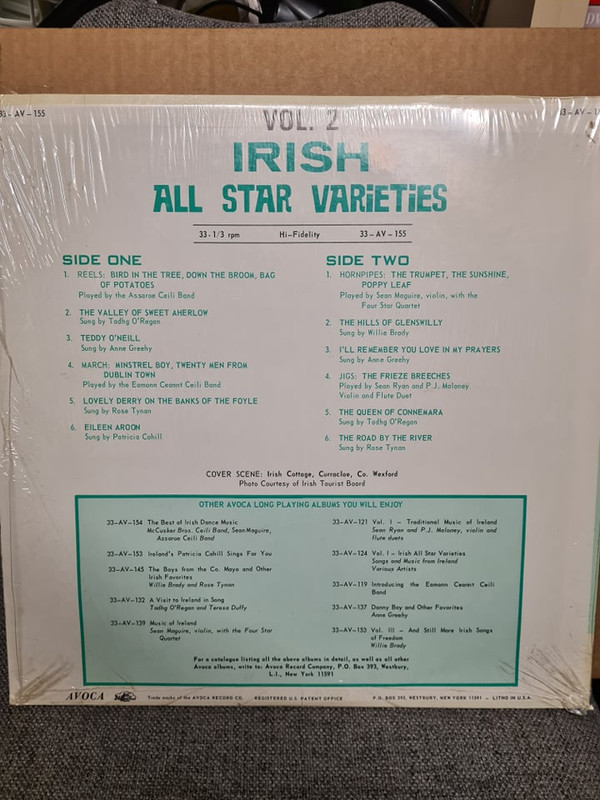 33-AV-155
VOL. 2
IRISH
ALL STAR VARIETIES
33-1/3 rpm Hi-Fidelity 33-AV-155
SIDE ONE
1. REELS: BIRD IN THE TREE, DOWN THE BROOM, BAG
OF POTATOES
Played by the Assaroe Ceili Band
2. THE VALLEY OF SWEET AHERLOW
Sung by Tadhg O'Regan
3. TEDDY O'NEILL
Sung by Anne Greehy
4. MARCH: MINSTREL BOY, TWENTY MEN FROM
DUBLIN TOWN
Played by the Eamonn Ceannt Ceili Band
5. LOVELY DERRY ON THE BANKS OF THE FOYLE
Sung by Rose Tynan
6. EILEEN AROON
Sung by Patricia Cahill
SIDE TWO
1. HORNPIPES: THE TRUMPET, THE SUNSHINE,
POPPY LEAF
Played by Sean Maguire, violin, with the
Four Star Quartet
2. THE HILLS OF GLENSWILLY
Sung by Willie Brady
3. I'LL REMEMBER YOU LOVE IN MY PRAYERS
Sung by Anne Greehy
4. JIGS: THE FRIEZE BREECHES
Played by Sean Ryan and P.J. Moloney
Violin and Flute Duet
5. THE QUEEN OF CONNEMARA
Sung by Tadhg O'Regan
6. THE ROAD BY THE RIVER
Sung by Rose Tynan
COVER SCENE: Irish Cottage, Curracloe, Co. Wexford
Photo Courtesy of Irish Tourist Board
OTHER AVOCA LONG PLAYING ALBUMS YOU WILL ENJOY
33-AV-154 The Best of Irish Dance Music
McCusker Bros. Ceili Band, Sean Maguire,
Assaroe Ceili Band
33-AV-153 Ireland's Patricia Cahill Sings For You
33-AV-145 The Boys from the Co. Mayo and Other
Irish Favorites
Willie Brady and Rose Tynan
33-AV-132 A Visit to Ireland in Song
Tadhg O'Regan and Teresa Duffy
33-AV-139 Music of Ireland
Sean Maguire, violin, with the Four Star
Quartet
33-AV-121 Vol. I - Traditional Music of Ireland
Sean Ryan and P.J. Moloney, violin and
flute duets
33-AV-124 Vol. I - Irish All Star Varieties
Songs and Music from Ireland
Various Artists
33-AV-119 Introducing the Eamonn Ceannt Ceili
Band
33-AV-137 Danny Boy and Other Favorites
Anne Greehy
33-AV-153 Vol. III - And Still More Irish Songs
of Freedom
Willie Brady
For a catalogue listing all the above albums in detail, as well as all other
Avoca albums, write to: Avoca Record Company, P.O. Box 393, Westbury,
L.I., New York 11591
AVOCA Trade marks of the AVOCA RECORD CO. REGISTERED U.S. PATENT OFFICE P.O. BOX 393, WESTBURY, NEW YORK 11591 - LITHO IN U.S.A.